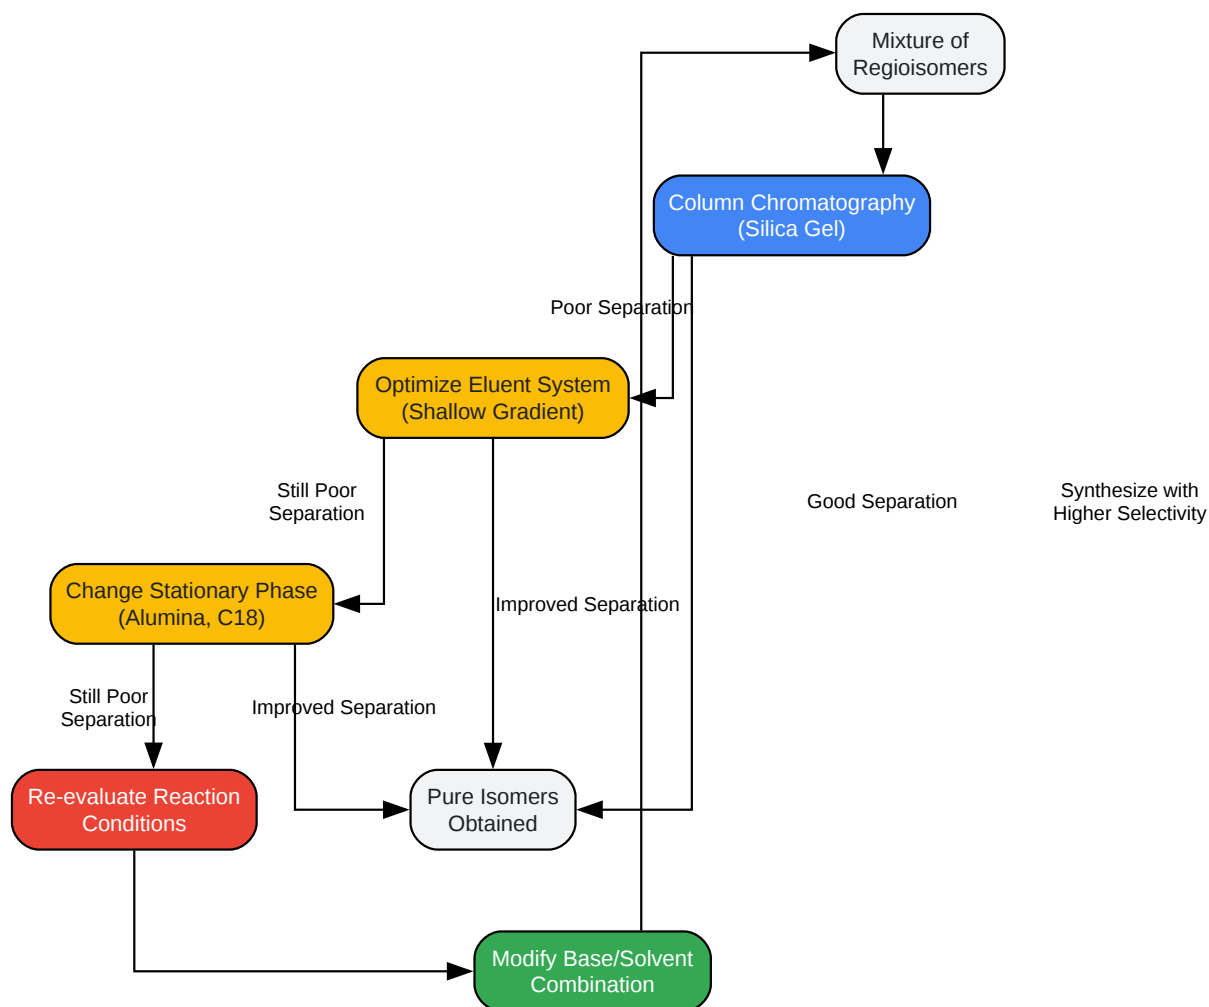 Mixture of
Regioisomers
Column Chromatography
(Silica Gel)
Poor Separation
Optimize Eluent System
(Shallow Gradient)
Still Poor
Separation
Good Separation
Synthesize with
Higher Selectivity
Change Stationary Phase
(Alumina, C18)
Improved Separation
Still Poor
Separation
Improved Separation
Re-evaluate Reaction
Conditions
Pure Isomers
Obtained
Modify Base/Solvent
Combination